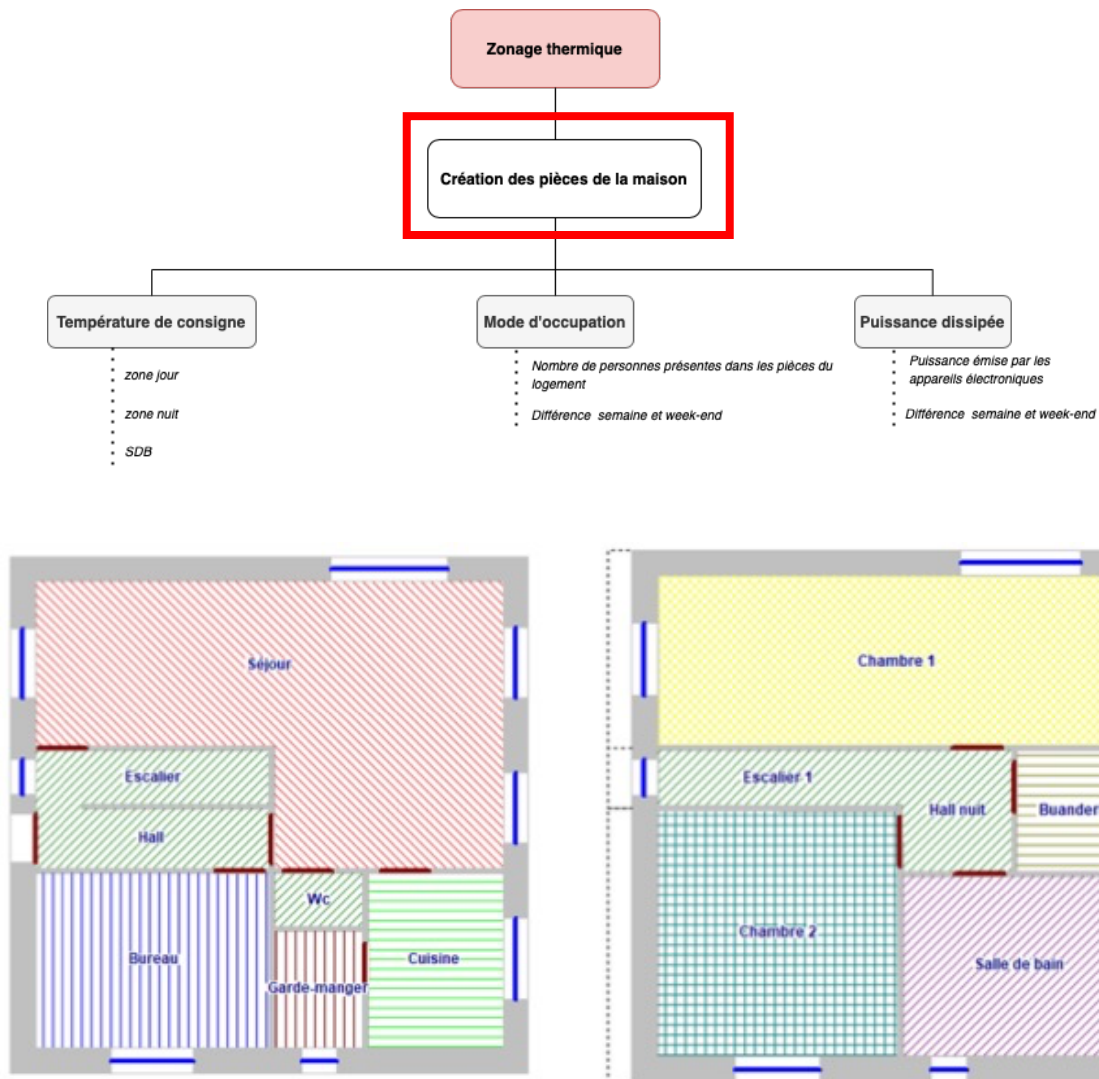 Zonage thermique
Création des pièces de la maison
Température de consigne
zone jour
zone nuit
SDB
Mode d'occupation
Nombre de personnes présentes dans les pièces du
logement
Différence semaine et week-end
Puissance dissipée
Puissance émise par les
appareils électroniques
Différence semaine et week-end
Séjour
Escalier
Hall
Wc
Bureau
Garde-manger
Cuisine
Chambre 1
Escalier 1
Hall nuit
Buander
Chambre 2
Salle de bain